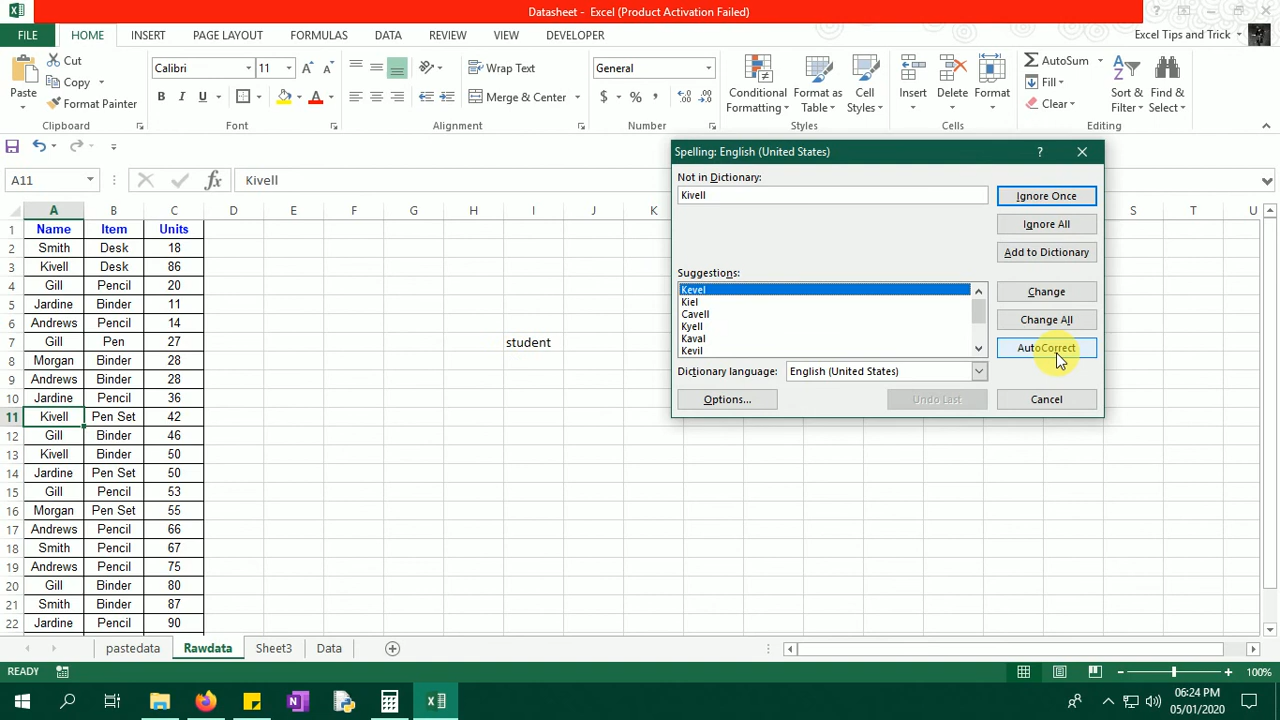 Datasheet - Excel (Product Activation Failed)
FILE HOME INSERT PAGE LAYOUT FORMULAS DATA REVIEW VIEW DEVELOPER Excel Tips and Trick
Paste
Cut
Copy
Format Painter
Clipboard
Calibri 11
B I U A
Font
Wrap Text
Merge & Center
Alignment
General
$ % ,
Number
Conditional Formatting
Format as Table
Cell Styles
Styles
Insert Delete Format
Cells
AutoSum
Fill
Clear
Sort & Filter
Find & Select
Editing
A11 fx Kivell
A B C D E F G H I J K S T U
1 Name Item Units
2 Smith Desk 18
3 Kivell Desk 86
4 Gill Pencil 20
5 Jardine Binder 11
6 Andrews Pencil 14
7 Gill Pen 27 student
8 Morgan Binder 28
9 Andrews Binder 28
10 Jardine Pencil 36
11 Kivell Pen Set 42
12 Gill Binder 46
13 Kivell Binder 50
14 Jardine Pen Set 50
15 Gill Pencil 53
16 Morgan Pen Set 55
17 Andrews Pencil 66
18 Smith Pencil 67
19 Andrews Pencil 75
20 Gill Binder 80
21 Smith Binder 87
22 Jardine Pencil 90
Spelling: English (United States) ?
Not in Dictionary:
Kivell
Ignore Once
Ignore All
Add to Dictionary
Suggestions:
Kevel
Kiel
Cavell
Kyell
Kaval
Kevil
Change
Change All
AutoCorrect
Dictionary language: English (United States)
Options... Undo Last Cancel
pastedata Rawdata Sheet3 Data
READY 100%
06:24 PM
05/01/2020